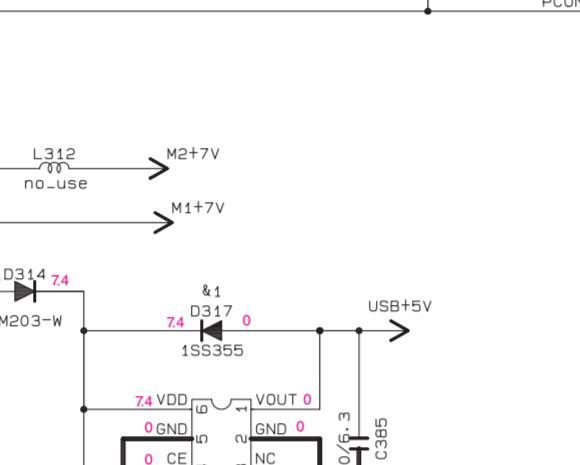 L312
M2+7V
no_use
M1+7V
D314 7.4
M203-W
&1
D317
USB+5V
7.4 0
1SS355
7.4 VDD 6 1 VOUT 0
0 GND 5 2 GND 0
0 CE NC
0/6.3
C385